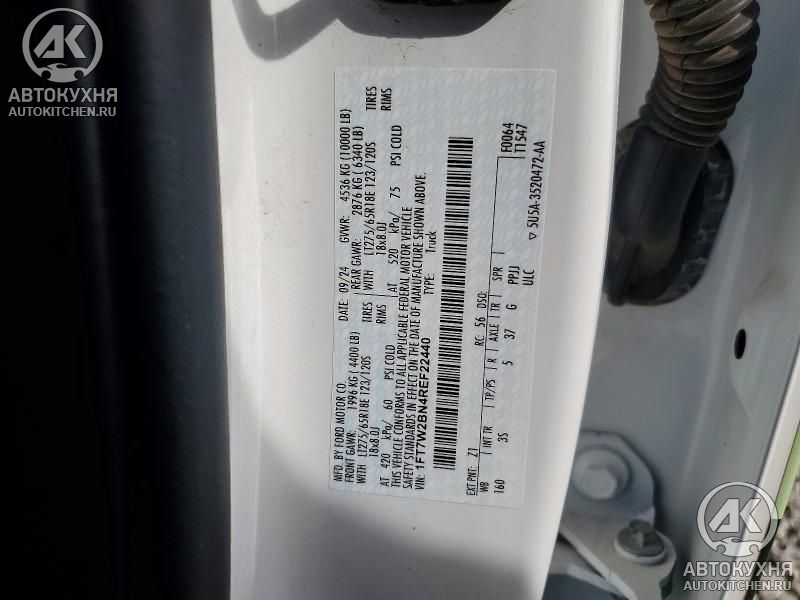 АВТОКУХНЯ
AUTOKITCHEN.RU
MFD. BY FORD MOTOR CO.
DATE: 09/24 GVWR: 4536 KG (10000 LB)
FRONT GAWR: 1996 KG ( 4400 LB)
REAR GAWR: 2876 KG ( 6340 LB)
WITH LT275/65R18E 123/120S TIRES
WITH LT275/65R18E 123/120S TIRES
18x8.0J RIMS
18x8.0J RIMS
AT 420 kPa/ 60 PSI COLD
AT 520 kPa/ 75 PSI COLD
THIS VEHICLE CONFORMS TO ALL APPLICABLE FEDERAL MOTOR VEHICLE
SAFETY STANDARDS IN EFFECT ON THE DATE OF MANUFACTURE SHOWN ABOVE.
VIN: 1FT7W2BN4REF22440
TYPE: Truck
F0064
T1547
EXT PNT: Z1 RC: 56 DSO:
WB INT TR TP/PS R AXLE TR SPR
160 3S 5 37 G PPJJ
ULC
▽ 5U5A-3520472-AA
АВТОКУХНЯ
AUTOKITCHEN.RU